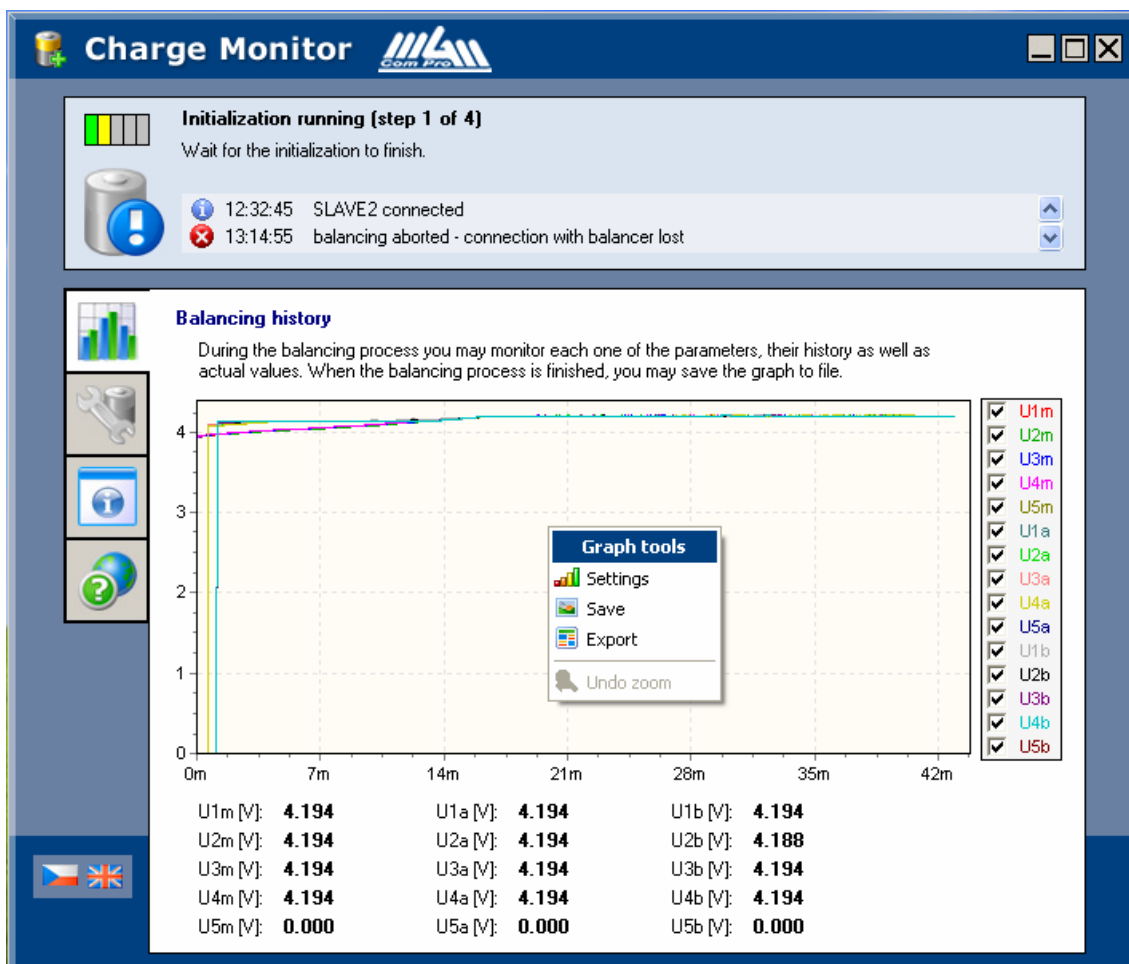 Charge Monitor
MGM
Com Pro
Initialization running (step 1 of 4)
Wait for the initialization to finish.
12:32:45 SLAVE2 connected
13:14:55 balancing aborted - connection with balancer lost
Balancing history
During the balancing process you may monitor each one of the parameters, their history as well as
actual values. When the balancing process is finished, you may save the graph to file.
4
3
2
1
0
0m 7m 14m 21m 28m 35m 42m
Graph tools
Settings
Save
Export
Undo zoom
U1m
U2m
U3m
U4m
U5m
U1a
U2a
U3a
U4a
U5a
U1b
U2b
U3b
U4b
U5b
U1m [V]: 4.194 U1a [V]: 4.194 U1b [V]: 4.194
U2m [V]: 4.194 U2a [V]: 4.194 U2b [V]: 4.188
U3m [V]: 4.194 U3a [V]: 4.194 U3b [V]: 4.194
U4m [V]: 4.194 U4a [V]: 4.194 U4b [V]: 4.194
U5m [V]: 0.000 U5a [V]: 0.000 U5b [V]: 0.000